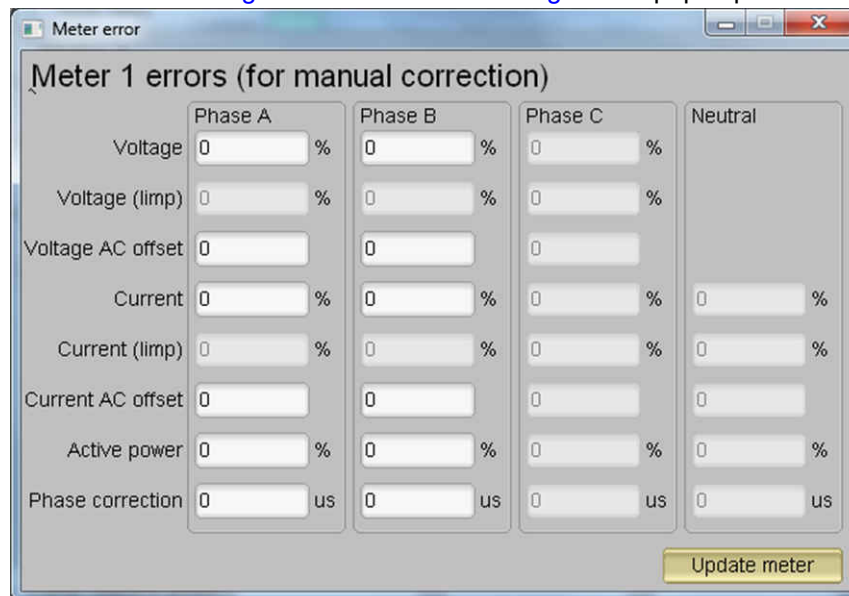 Meter error
Meter 1 errors (for manual correction)
Phase A Phase B Phase C Neutral
Voltage 0 % 0 % 0 %
Voltage (limp) 0 % 0 % 0 %
Voltage AC offset 0 0 0
Current 0 % 0 % 0 % 0 %
Current (limp) 0 % 0 % 0 % 0 %
Current AC offset 0 0 0 0
Active power 0 % 0 % 0 % 0 %
Phase correction 0 us 0 us 0 us 0 us
Update meter